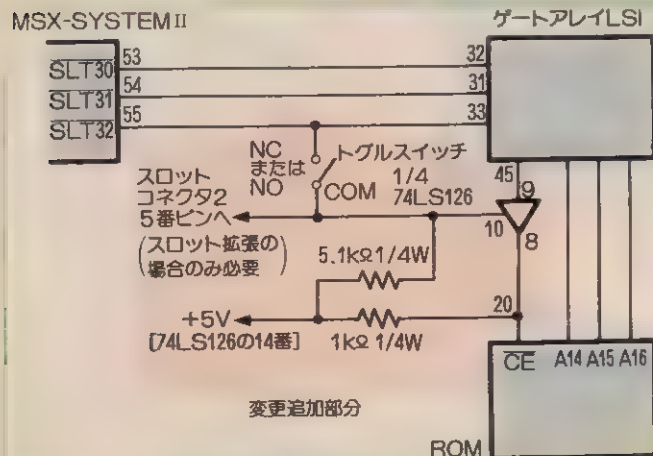 MSX-SYSTEMⅡ
ゲートアレイLSI
SLT30
53
32
SLT31
54
31
SLT32
55
33
NC
または
NO
トグルスイッチ
COM
1/4
74LS126
スロット
コネクタ2
5番ピンへ
(スロット拡張の
場合のみ必要)
45
9
10
8
5.1kΩ1/4W
+5V
[74LS126の14番]
1kΩ 1/4W
20
CE
A14
A15
A16
変更追加部分
ROM